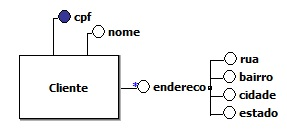 cpf
nome
Cliente
*
endereco
rua
bairro
cidade
estado